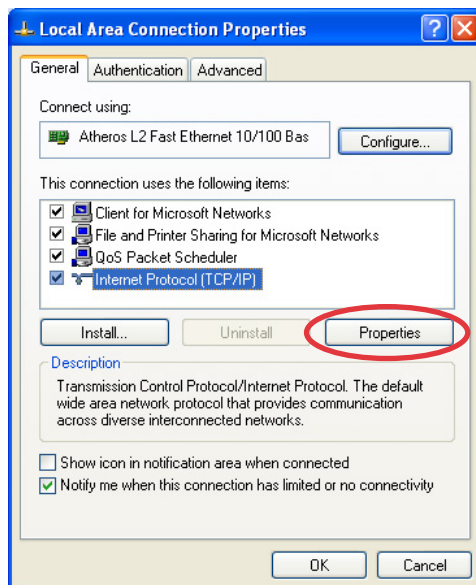 Local Area Connection Properties
General Authentication Advanced
Connect using:
Atheros L2 Fast Ethernet 10/100 Bas Configure...
This connection uses the following items:
Client for Microsoft Networks
File and Printer Sharing for Microsoft Networks
QoS Packet Scheduler
Internet Protocol (TCP/IP)
Install... Uninstall Properties
Description
Transmission Control Protocol/Internet Protocol. The default
wide area network protocol that provides communication
across diverse interconnected networks.
Show icon in notification area when connected
Notify me when this connection has limited or no connectivity
OK Cancel